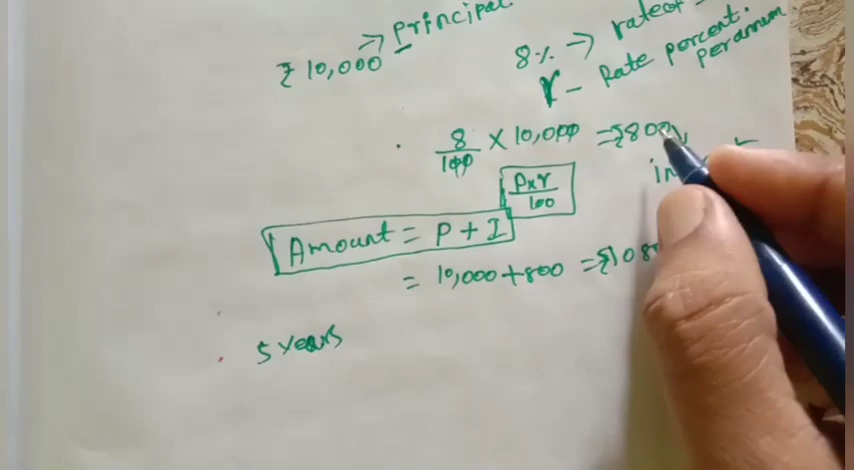 ₹10,000 → Principal
8% → rate of
r - Rate percent.
per annum
8/100 × 10,000 = ₹800
P×r/100
Amount = P + I
= 10,000 + 800 = ₹108
5 Years